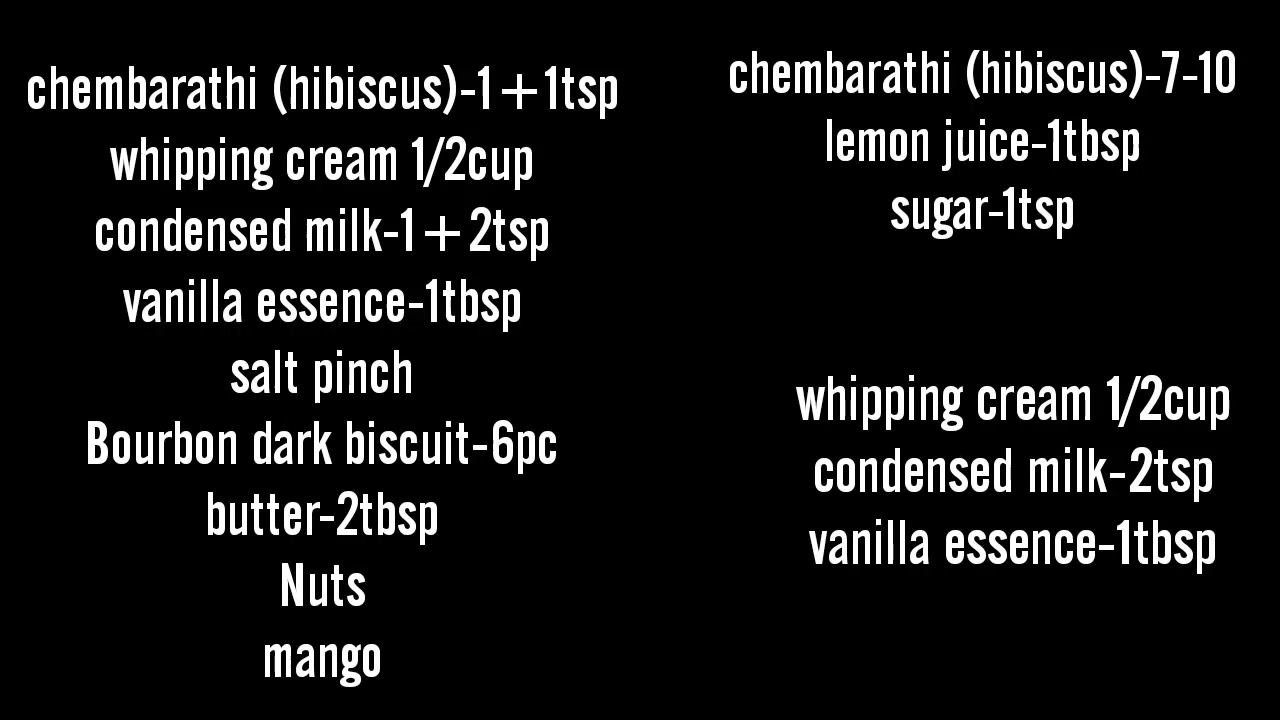 chembarathi (hibiscus)-1+1tsp
whipping cream 1/2cup
condensed milk-1+2tsp
vanilla essence-1tbsp
salt pinch
Bourbon dark biscuit-6pc
butter-2tbsp
Nuts
mango
chembarathi (hibiscus)-7-10
lemon juice-1tbsp
sugar-1tsp
whipping cream 1/2cup
condensed milk-2tsp
vanilla essence-1tbsp